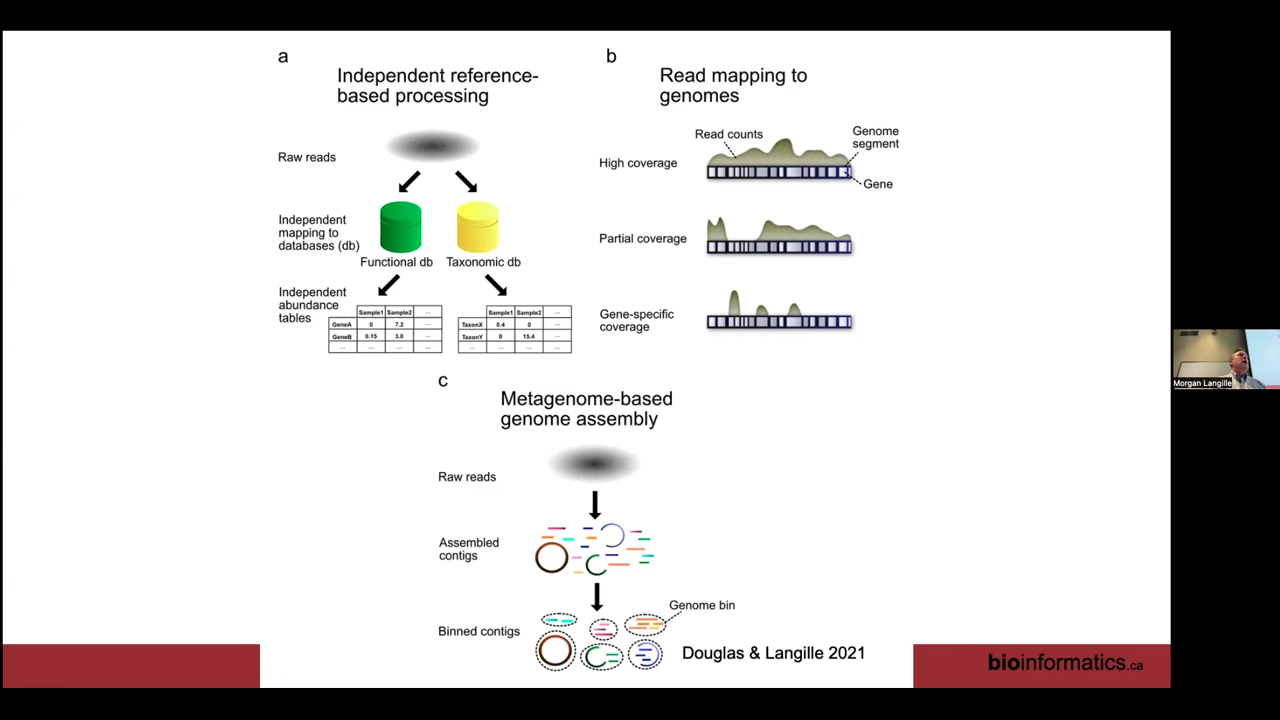 a
Independent reference-
based processing
Raw reads
Independent
mapping to
databases (db)
Functional db
Taxonomic db
Independent
abundance
tables
Sample1 Sample2 ...
GeneA 0 7.2 ...
GeneB 0.15 3.0 ...
... ... ... ...
Sample1 Sample2 ...
TaxonX 0.4 0 ...
TaxonY 0 15.4 ...
... ... ... ...
b
Read mapping to
genomes
Read counts
Genome
segment
High coverage
Gene
Partial coverage
Gene-specific
coverage
c
Metagenome-based
genome assembly
Raw reads
Assembled
contigs
Genome bin
Binned contigs
Douglas & Langille 2021
bioinformatics.ca
Morgan Langille